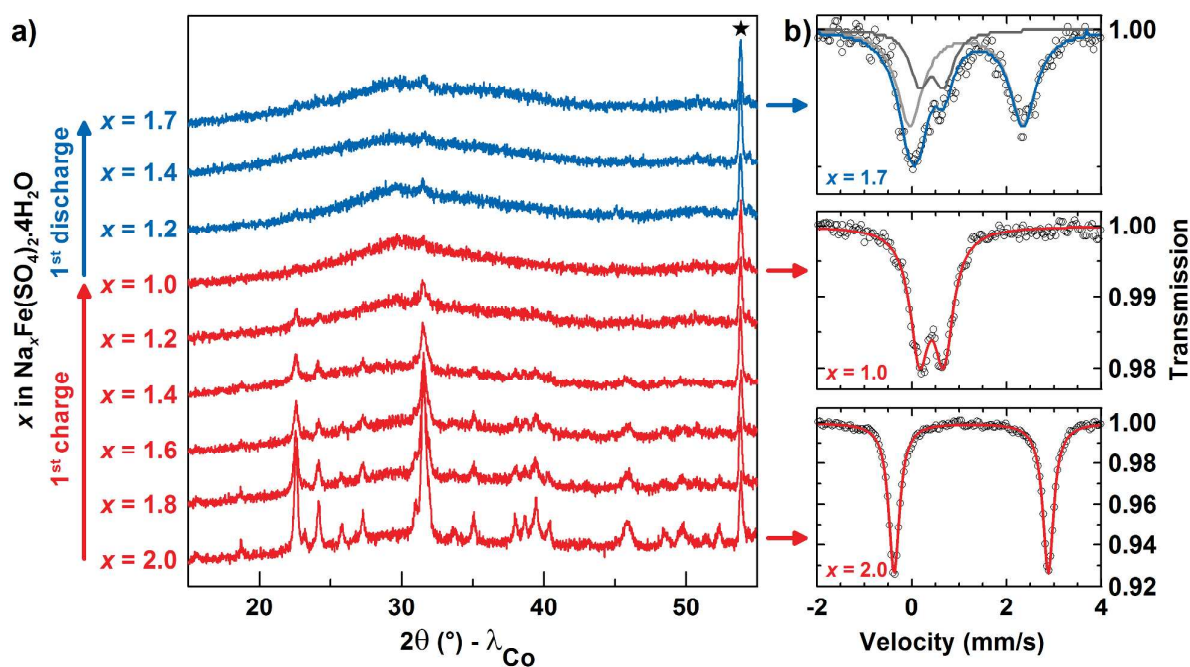 a)
x in NaxFe(SO4)2.4H2O
1st discharge
1st charge
x = 1.7
x = 1.4
x = 1.2
x = 1.0
x = 1.2
x = 1.4
x = 1.6
x = 1.8
x = 2.0
★
20 30 40 50
2θ (°) - λCo
b)
1.00
x = 1.7
1.00
0.99
0.98
x = 1.0
1.00
0.98
0.96
0.94
0.92
x = 2.0
Transmission
-2 0 2 4
Velocity (mm/s)